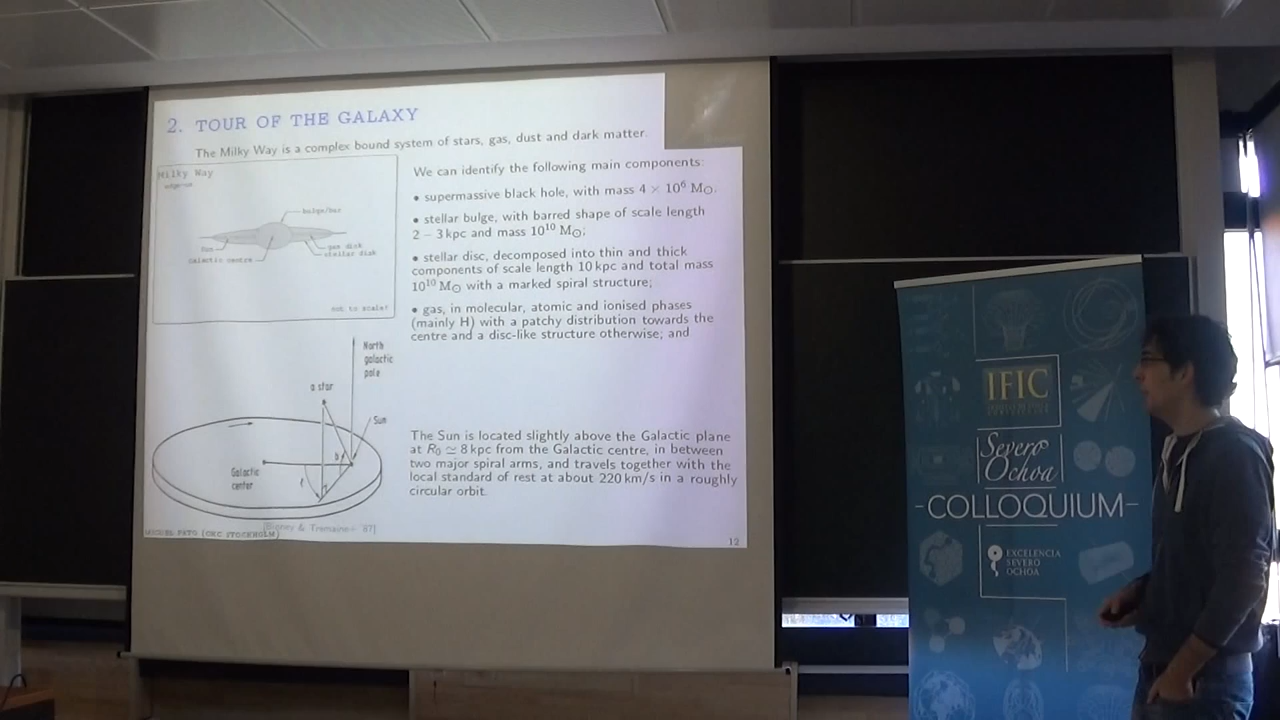 2. TOUR OF THE GALAXY
The Milky Way is a complex bound system of stars, gas, dust and dark matter.
Milky Way
edge-on
bulge/bar
Sun
galactic centre
gas disk
stellar disk
not to scale!
We can identify the following main components:
• supermassive black hole, with mass 4 × 10⁶ M⊙;
• stellar bulge, with barred shape of scale length
2 – 3 kpc and mass 10¹⁰ M⊙;
• stellar disc, decomposed into thin and thick
components of scale length 10 kpc and total mass
10¹⁰ M⊙ with a marked spiral structure;
• gas, in molecular, atomic and ionised phases
(mainly H) with a patchy distribution towards the
centre and a disc-like structure otherwise; and
North
galactic
pole
a star
Sun
b
Galactic
center
ℓ
The Sun is located slightly above the Galactic plane
at R₀ ≃ 8 kpc from the Galactic centre, in between
two major spiral arms, and travels together with the
local standard of rest at about 220 km/s in a roughly
circular orbit.
[Binney & Tremaine '87]
MIGUEL PATO (OKC STOCKHOLM)
12
IFIC
Severo
Ochoa
-COLLOQUIUM-
EXCELENCIA
SEVERO
OCHOA